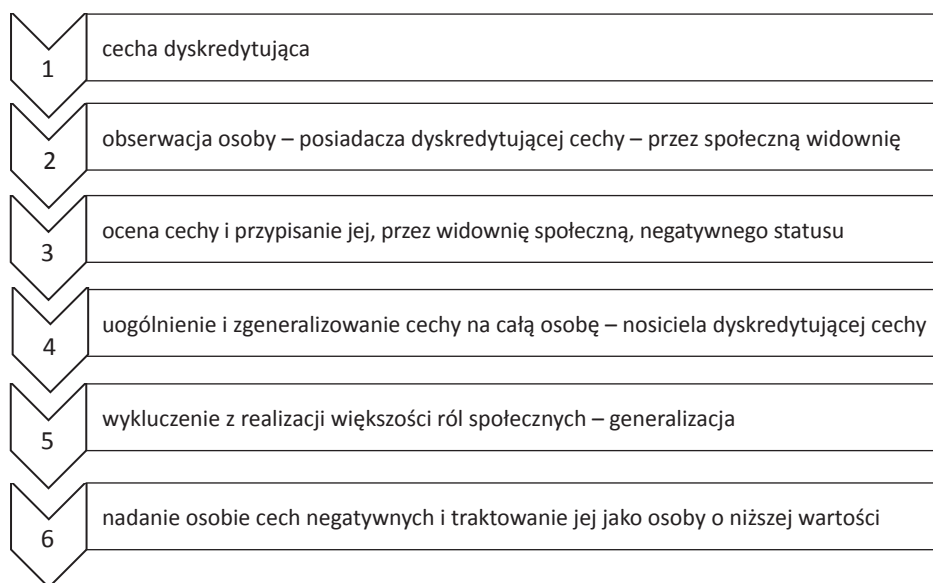 1 cecha dyskredytująca
2 obserwacja osoby – posiadacza dyskredytującej cechy – przez społeczną widownię
3 ocena cechy i przypisanie jej, przez widownię społeczną, negatywnego statusu
4 uogólnienie i zgeneralizowanie cechy na całą osobę – nosiciela dyskredytującej cechy
5 wykluczenie z realizacji większości ról społecznych – generalizacja
6 nadanie osobie cech negatywnych i traktowanie jej jako osoby o niższej wartości